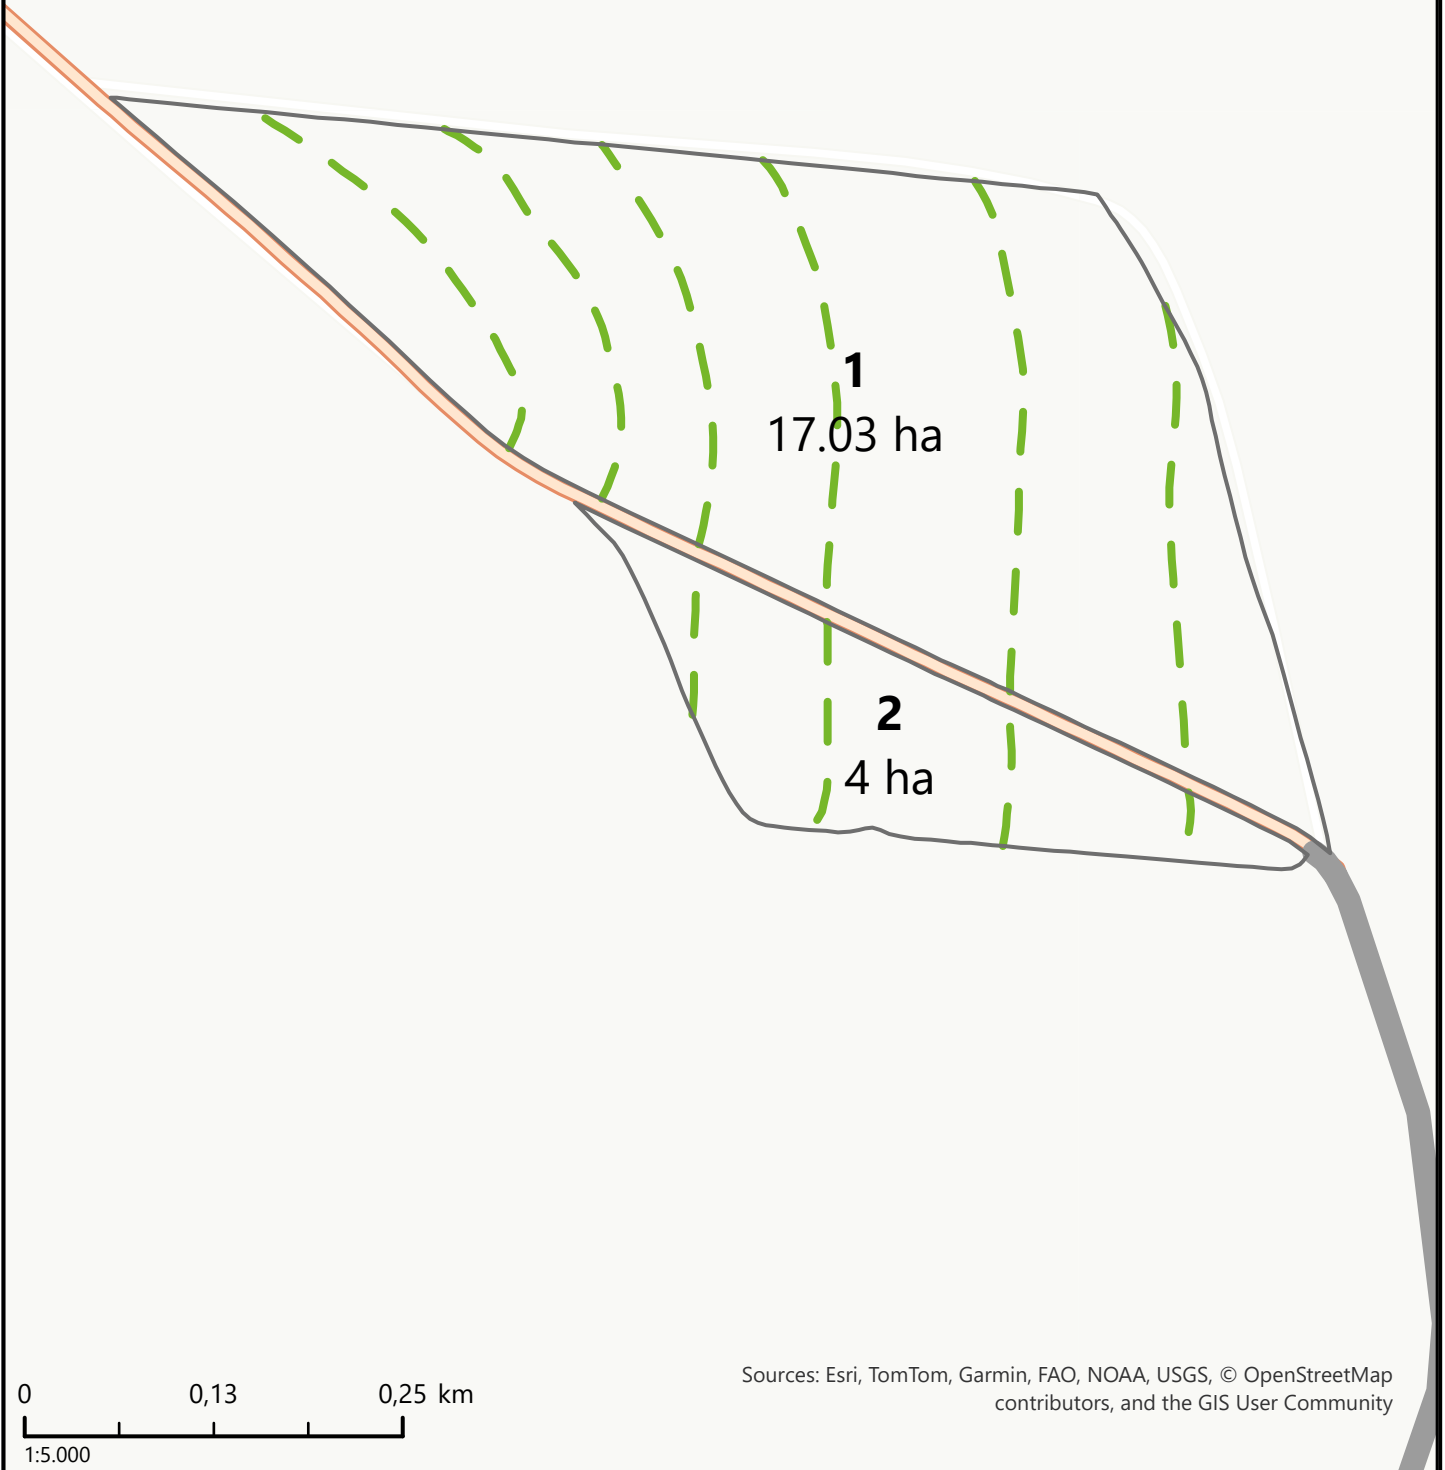 1
17.03 ha
2
4 ha
Sources: Esri, TomTom, Garmin, FAO, NOAA, USGS, © OpenStreetMap
contributors, and the GIS User Community
0 0,13 0,25 km
1:5.000